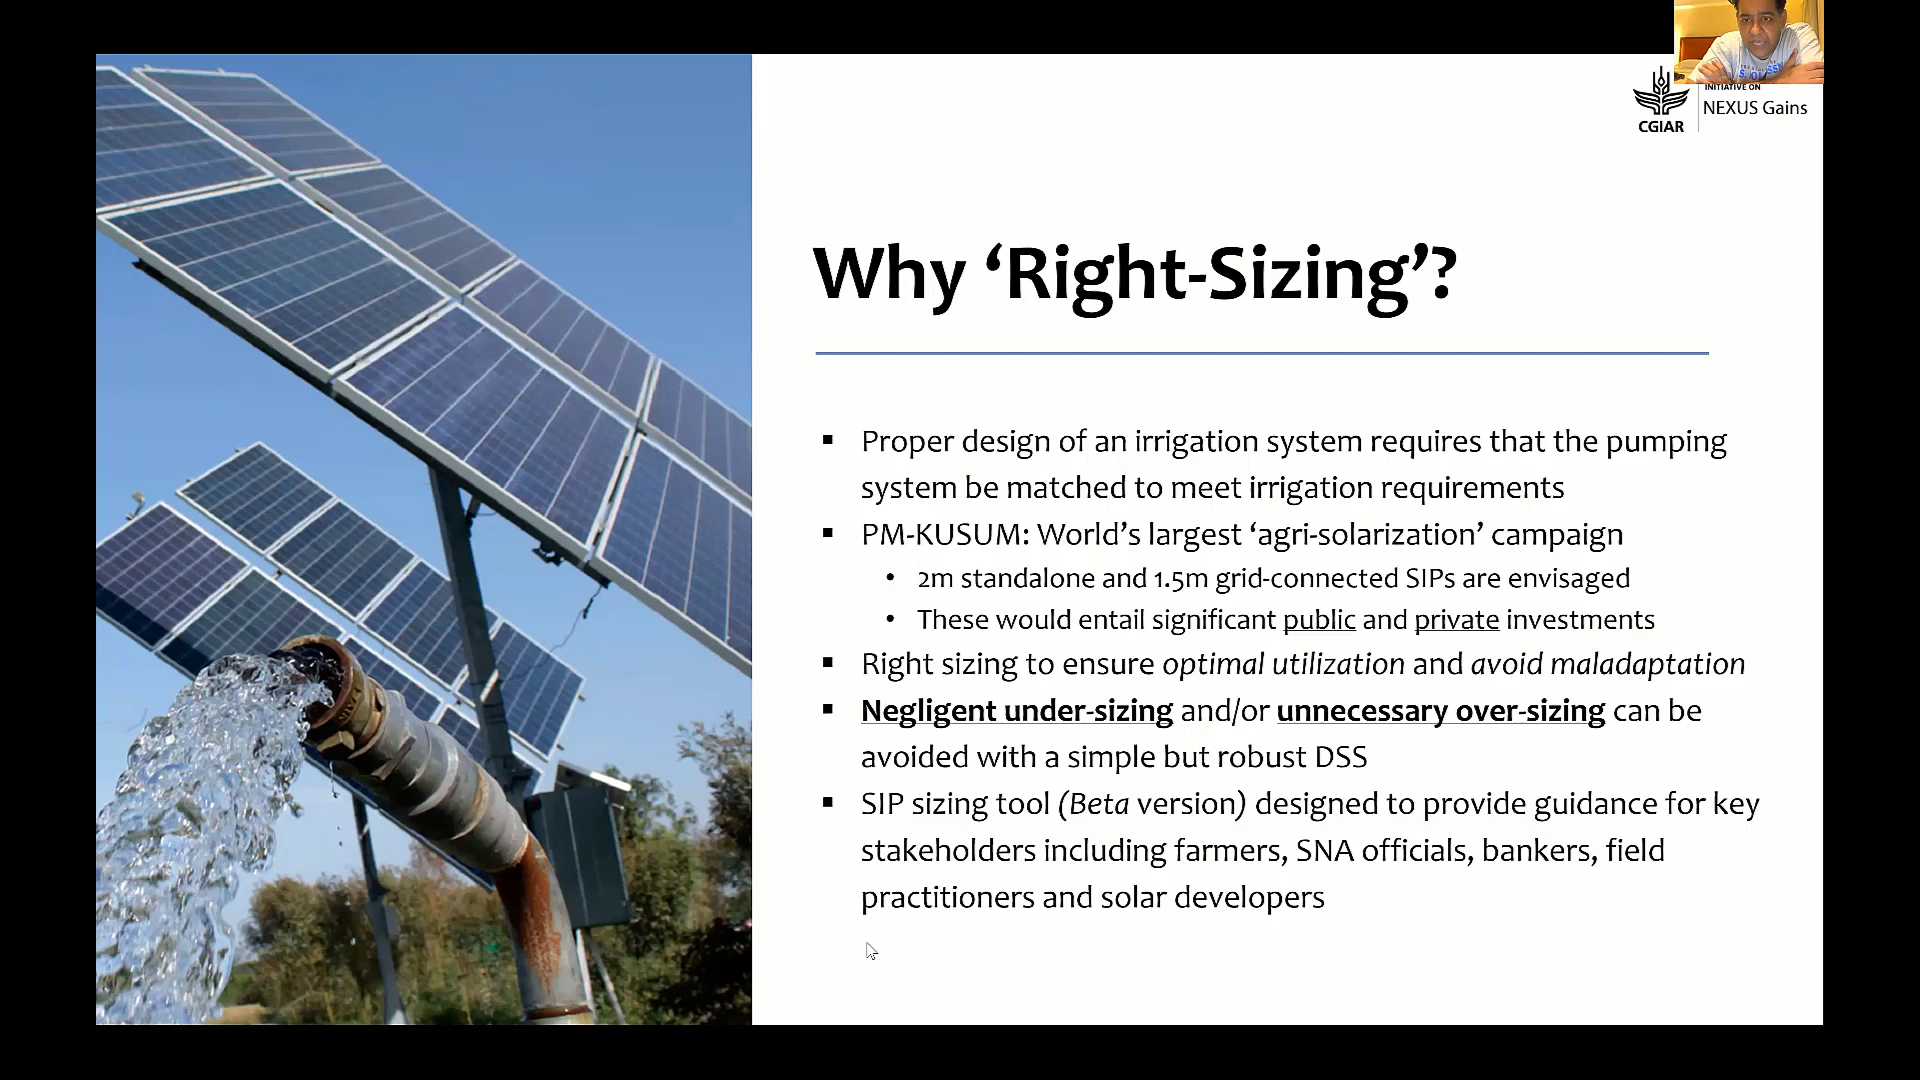 INITIATIVE ON
NEXUS Gains
CGIAR
Why ‘Right-Sizing’?
▪ Proper design of an irrigation system requires that the pumping
system be matched to meet irrigation requirements
▪ PM-KUSUM: World’s largest ‘agri-solarization’ campaign
• 2m standalone and 1.5m grid-connected SIPs are envisaged
• These would entail significant public and private investments
▪ Right sizing to ensure optimal utilization and avoid maladaptation
▪ Negligent under-sizing and/or unnecessary over-sizing can be
avoided with a simple but robust DSS
▪ SIP sizing tool (Beta version) designed to provide guidance for key
stakeholders including farmers, SNA officials, bankers, field
practitioners and solar developers